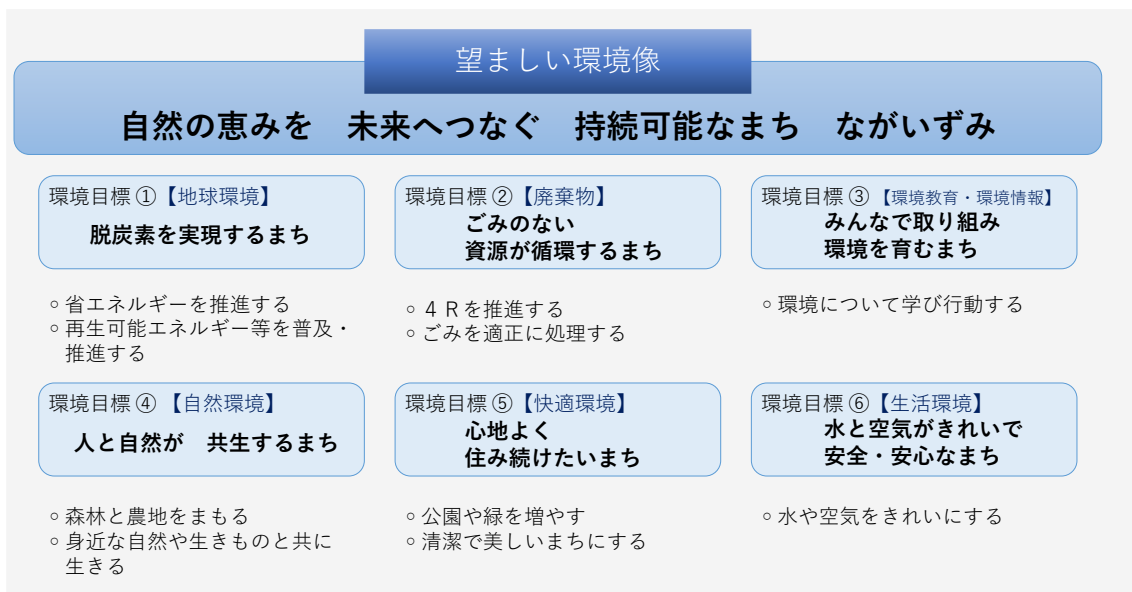 望ましい環境像
自然の恵みを　未来へつなぐ　持続可能なまち　ながいずみ
環境目標 ①【地球環境】
脱炭素を実現するまち
○ 省エネルギーを推進する
○ 再生可能エネルギー等を普及・
推進する
環境目標 ②【廃棄物】
ごみのない
資源が循環するまち
○ ４Ｒを推進する
○ ごみを適正に処理する
環境目標 ③ 【環境教育・環境情報】
みんなで取り組み
環境を育むまち
○ 環境について学び行動する
環境目標 ④ 【自然環境】
人と自然が　共生するまち
○ 森林と農地をまもる
○ 身近な自然や生きものと共に
生きる
環境目標 ⑤【快適環境】
心地よく
住み続けたいまち
○ 公園や緑を増やす
○ 清潔で美しいまちにする
環境目標 ⑥【生活環境】
水と空気がきれいで
安全・安心なまち
○ 水や空気をきれいにする